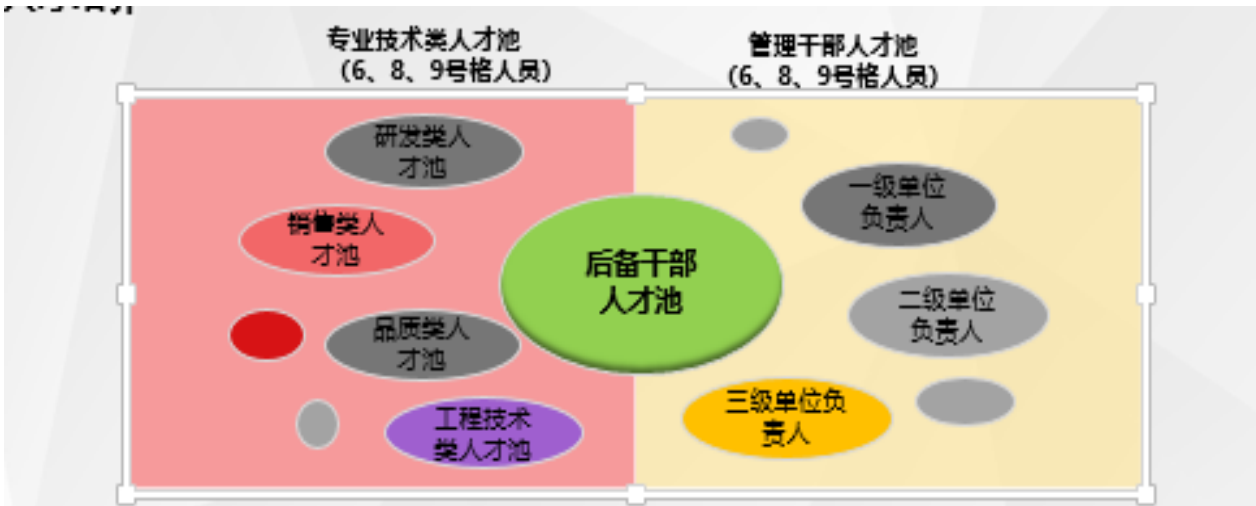 专业技术类人才池
（6、8、9号格人员）
管理干部人才池
（6、8、9号格人员）
研发类人
才池
销售类人
才池
品质类人
才池
工程技术
类人才池
后备干部
人才池
一级单位
负责人
二级单位
负责人
三级单位负
责人